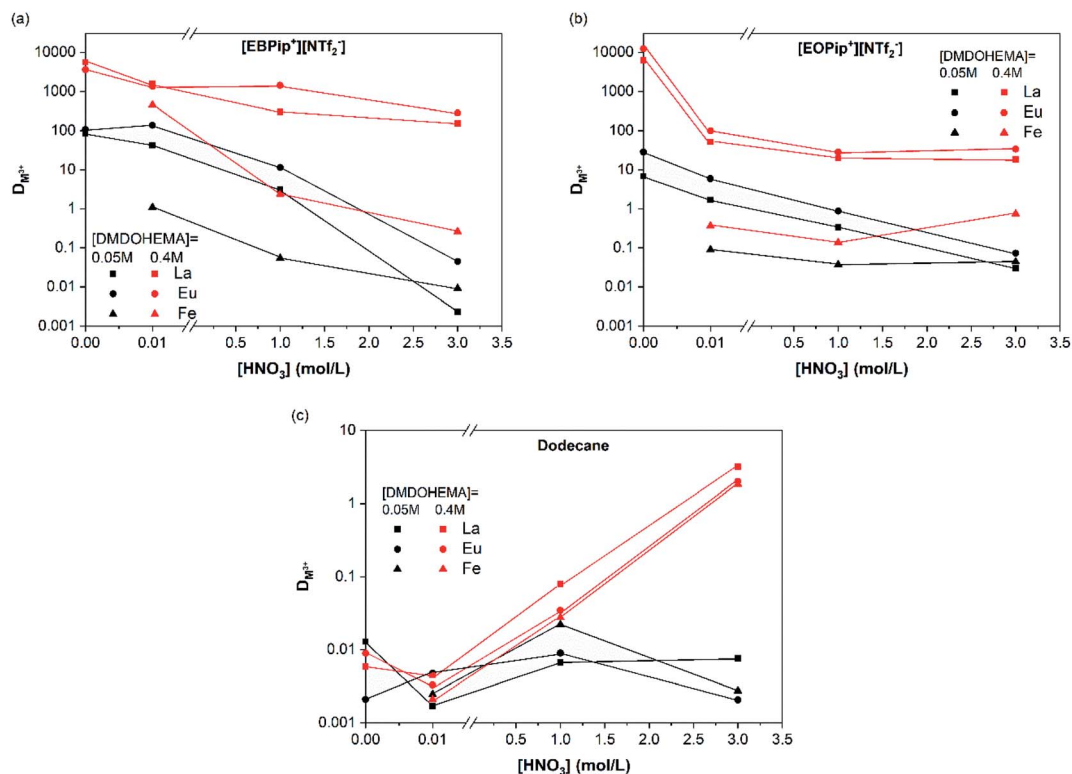 (a)
[EBPip⁺][NTf₂⁻]
10000
1000
100
10
1
0.1
0.01
0.001
D_M³⁺
[DMDOHEMA]=
0.05M 0.4M
La
Eu
Fe
0.00 0.01 0.5 1.0 1.5 2.0 2.5 3.0 3.5
[HNO₃] (mol/L)
(b)
[EOPip⁺][NTf₂⁻]
10000
1000
100
10
1
0.1
0.01
0.001
D_M³⁺
[DMDOHEMA]=
0.05M 0.4M
La
Eu
Fe
0.00 0.01 0.5 1.0 1.5 2.0 2.5 3.0 3.5
[HNO₃] (mol/L)
(c)
Dodecane
10
1
0.1
0.01
0.001
D_M³⁺
[DMDOHEMA]=
0.05M 0.4M
La
Eu
Fe
0.00 0.01 0.5 1.0 1.5 2.0 2.5 3.0 3.5
[HNO₃] (mol/L)